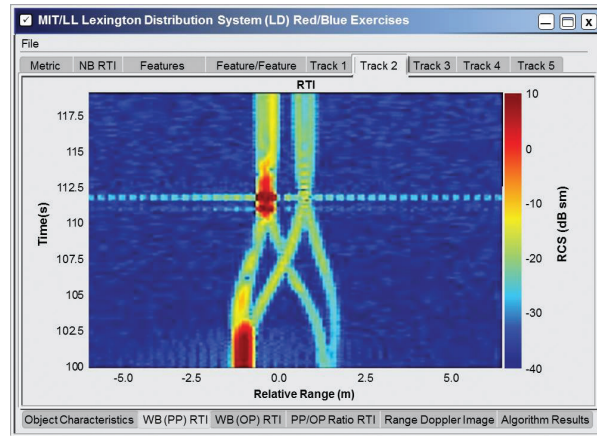 MIT/LL Lexington Distribution System (LD) Red/Blue Exercises
File
Metric NB RTI Features Feature/Feature Track 1 Track 2 Track 3 Track 4 Track 5
RTI
117.5
115
112.5
110
107.5
105
102.5
100
Time(s)
-5.0 -2.5 0.0 2.5 5.0
Relative Range (m)
10
0
-10
-20
-30
-40
RCS (dB sm)
Object Characteristics WB (PP) RTI WB (OP) RTI PP/OP Ratio RTI Range Doppler Image Algorithm Results